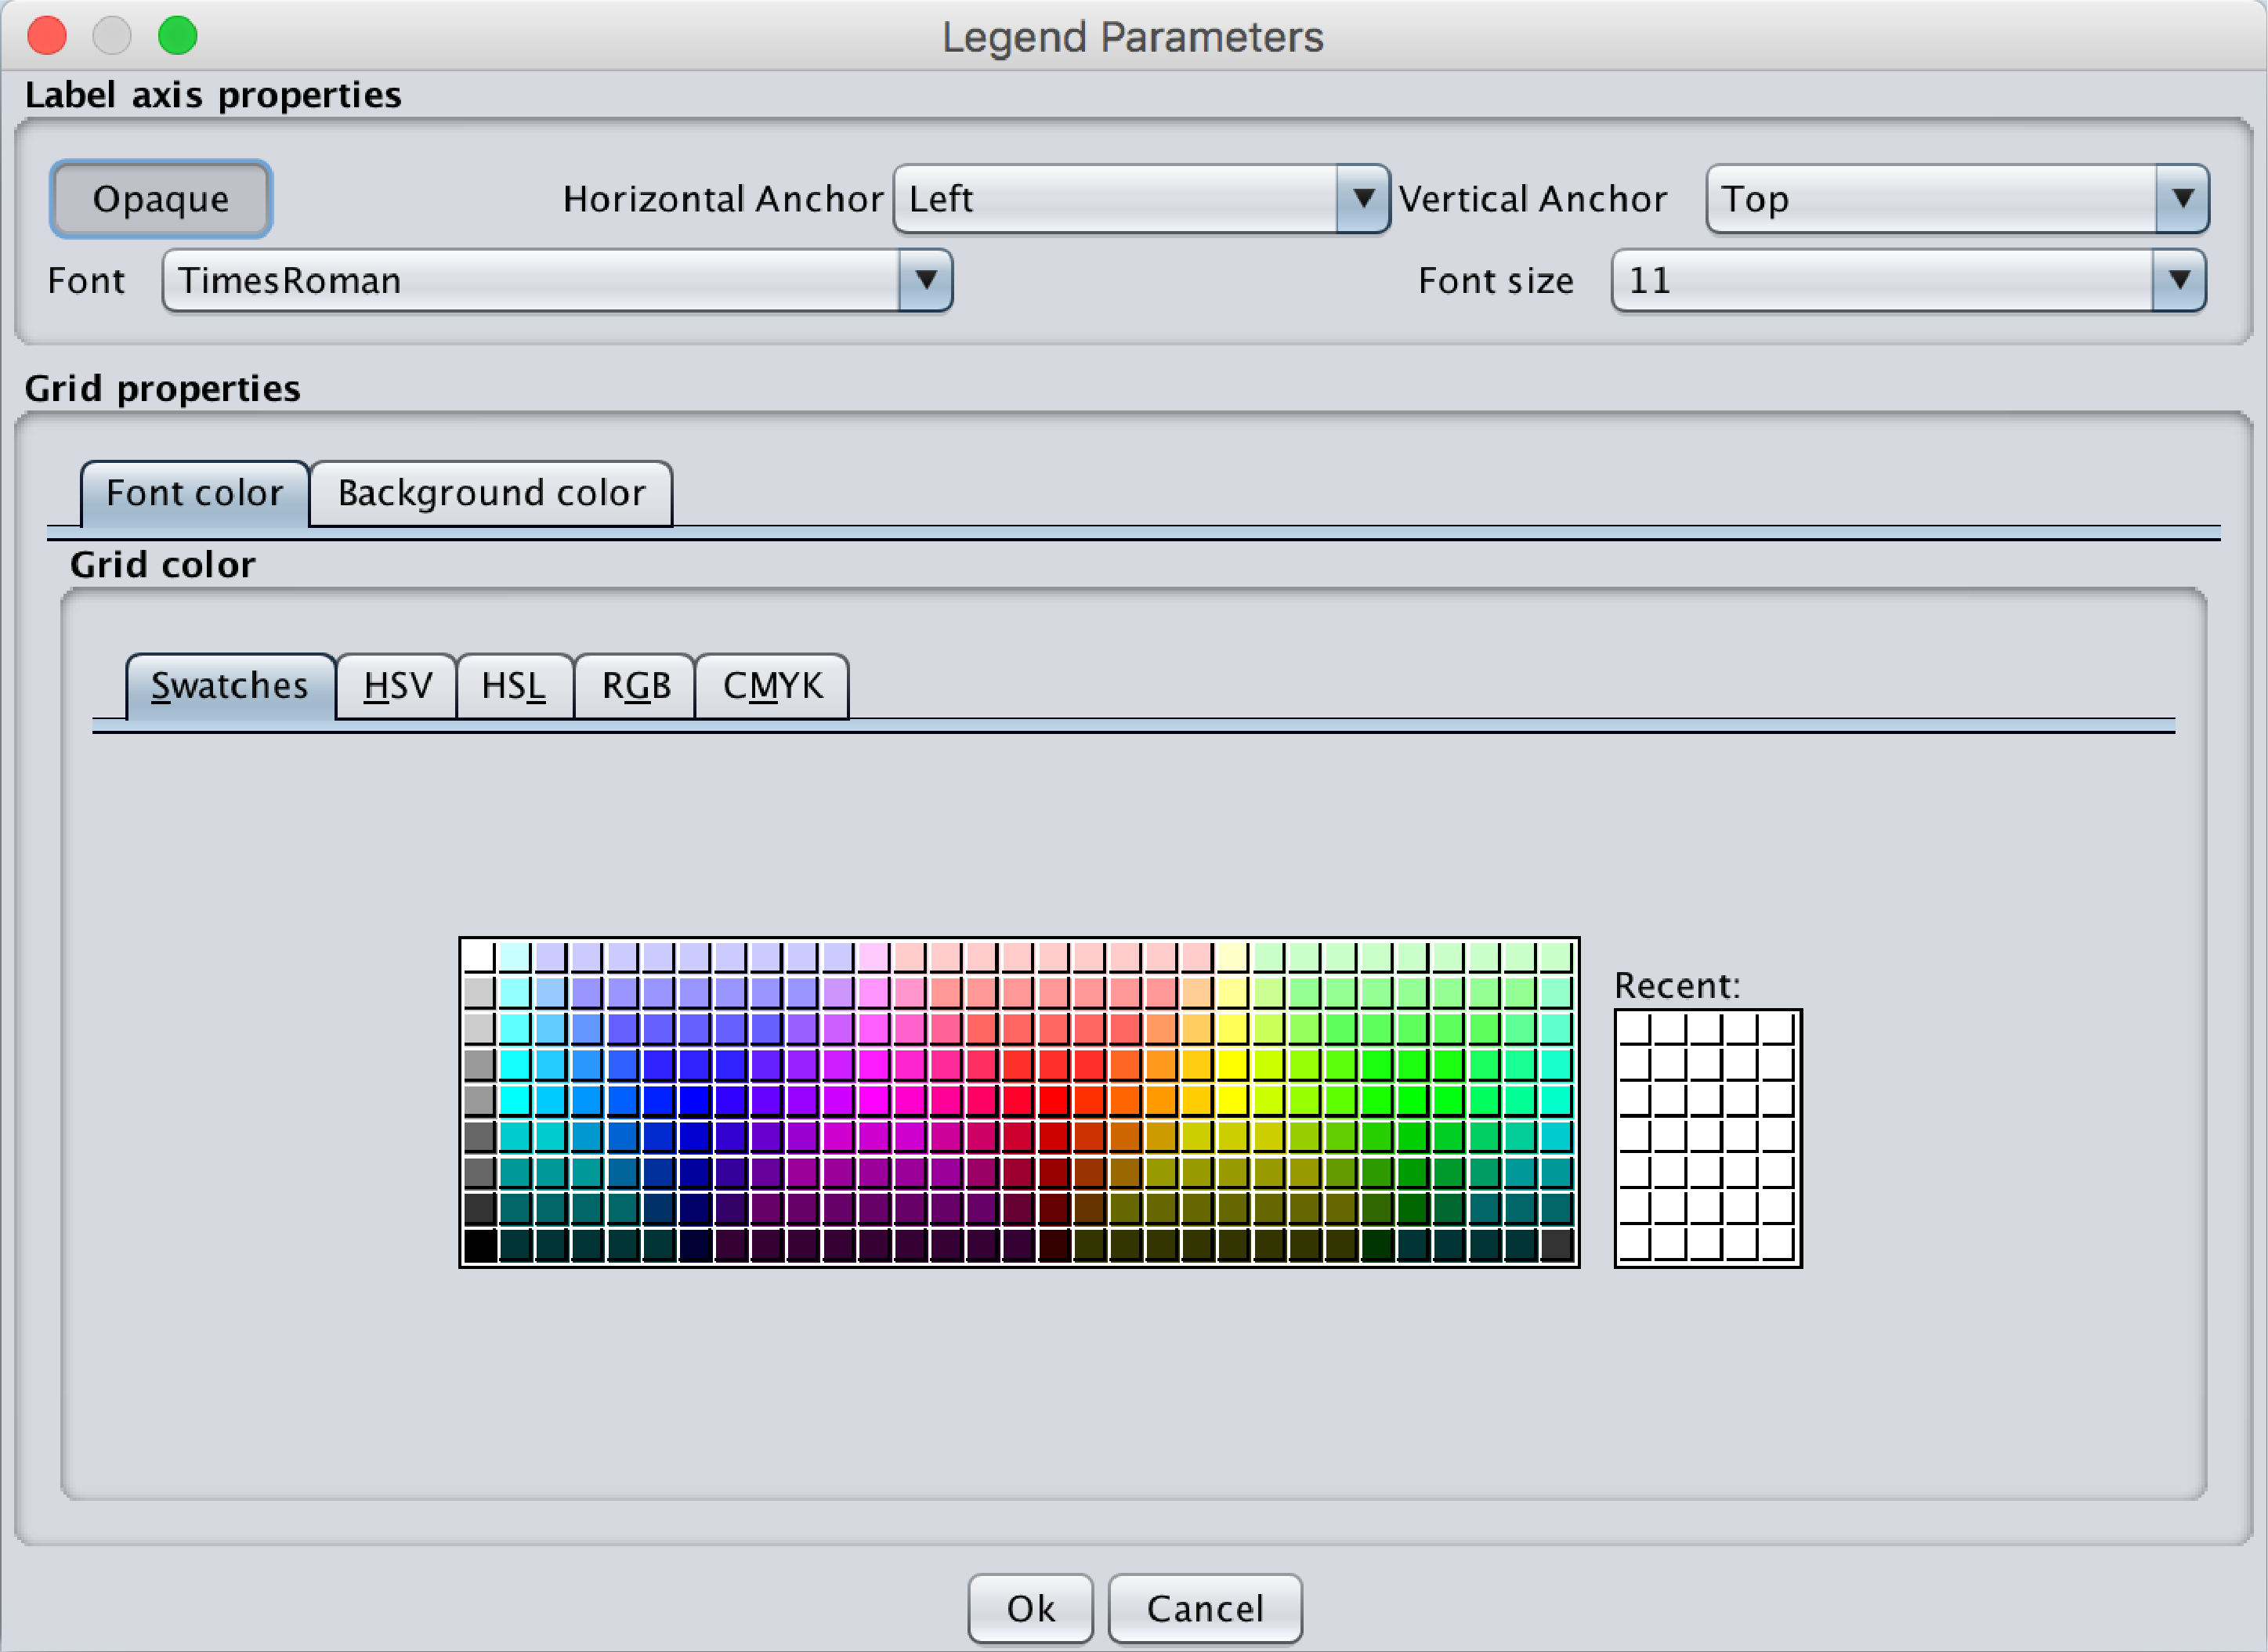 Legend Parameters
Label axis properties
Opaque Horizontal Anchor Left Vertical Anchor Top
Font TimesRoman Font size 11
Grid properties
Font color Background color
Grid color
Swatches HSV HSL RGB CMYK
Recent:
Ok Cancel